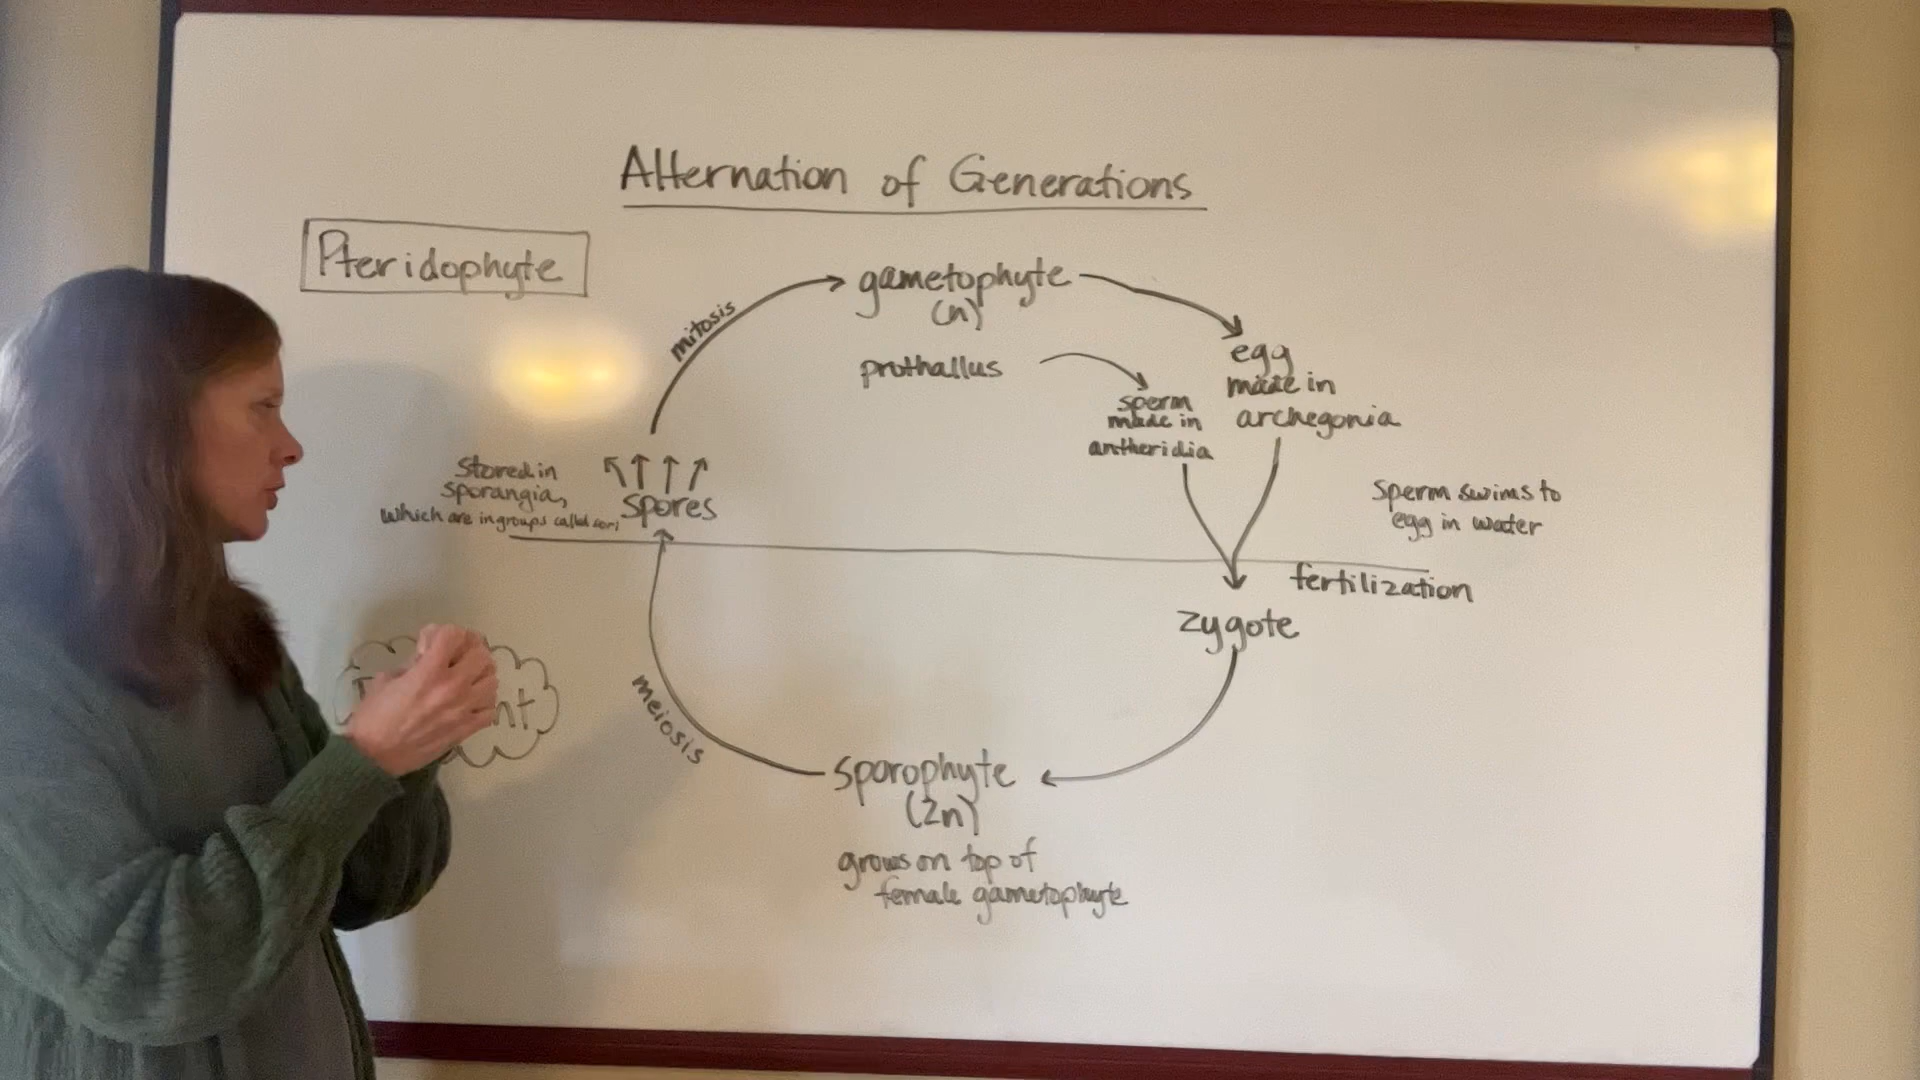 Alternation of Generations
Pteridophyte
mitosis
gametophyte
(n)
prothallus
egg
made in
archegonia
sperm
made in
antheridia
Stored in
sporangia,
which are in groups called sori
spores
Sperm swims to
egg in water
fertilization
zygote
meiosis
sporophyte
(2n)
grows on top of
female gametophyte